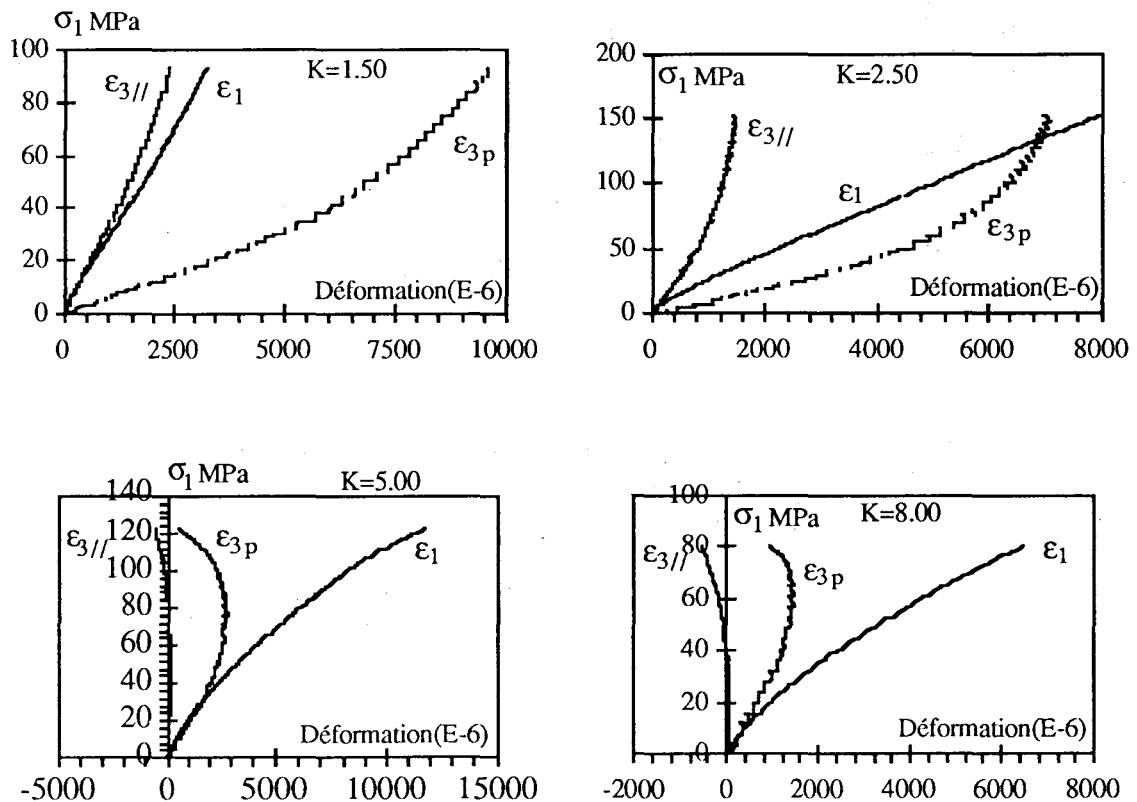 σ₁ MPa
100
80
60
40
20
0
K=1.50
ε₃//
ε₁
ε₃p
Déformation(E-6)
0 2500 5000 7500 10000
200
150
100
50
0
σ₁ MPa
K=2.50
ε₃//
ε₁
ε₃p
Déformation(E-6)
0 2000 4000 6000 8000
σ₁ MPa
K=5.00
140
120
100
80
60
40
20
0
ε₃//
ε₃p
ε₁
Déformation(E-6)
-5000 0 5000 10000 15000
100
80
60
40
20
0
σ₁ MPa
K=8.00
ε₃//
ε₃p
ε₁
Déformation(E-6)
-2000 0 2000 4000 6000 8000